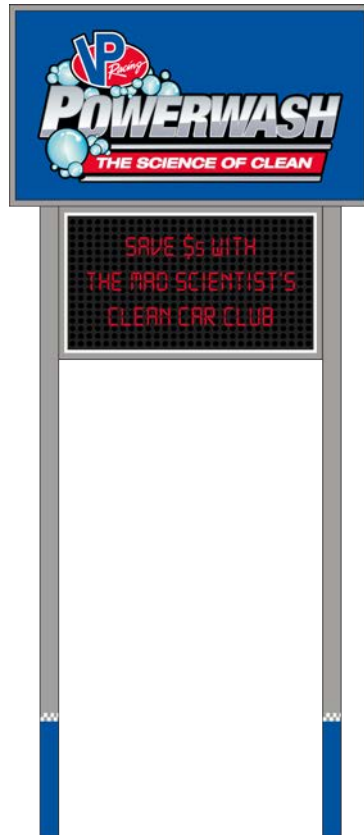 VP
Racing
POWERWASH
THE SCIENCE OF CLEAN
SAVE $s WITH
THE MAD SCIENTIST'S
CLEAN CAR CLUB